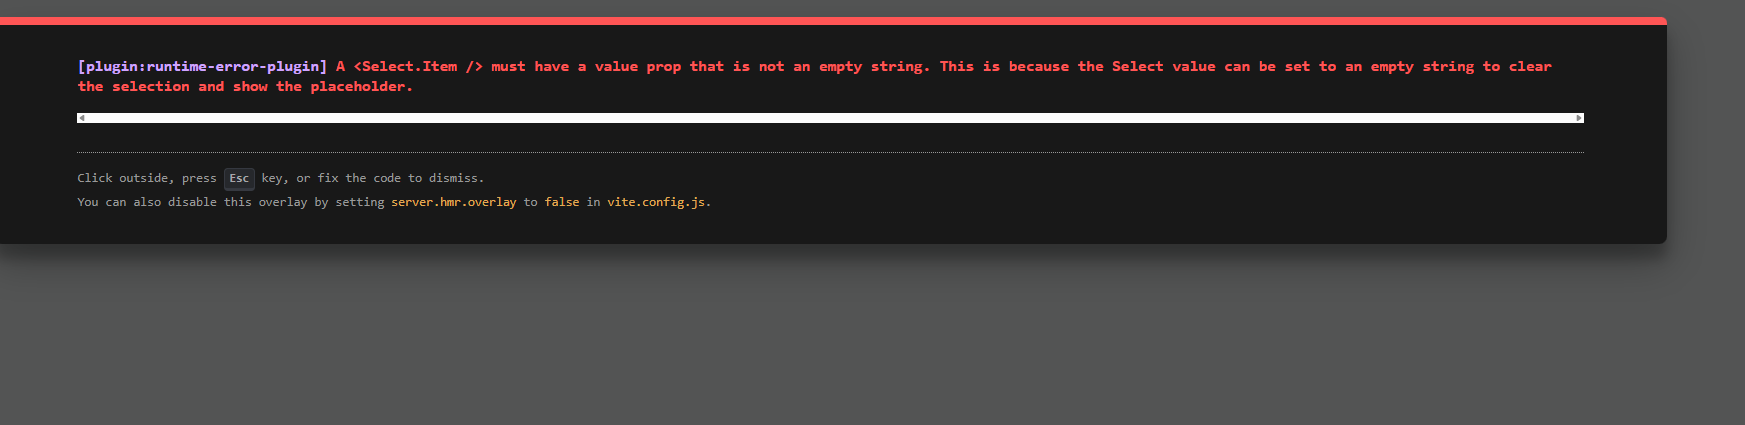 [plugin:runtime-error-plugin] A <Select.Item /> must have a value prop that is not an empty string. This is because the Select value can be set to an empty string to clear
the selection and show the placeholder.
Click outside, press Esc key, or fix the code to dismiss.
You can also disable this overlay by setting server.hmr.overlay to false in vite.config.js.